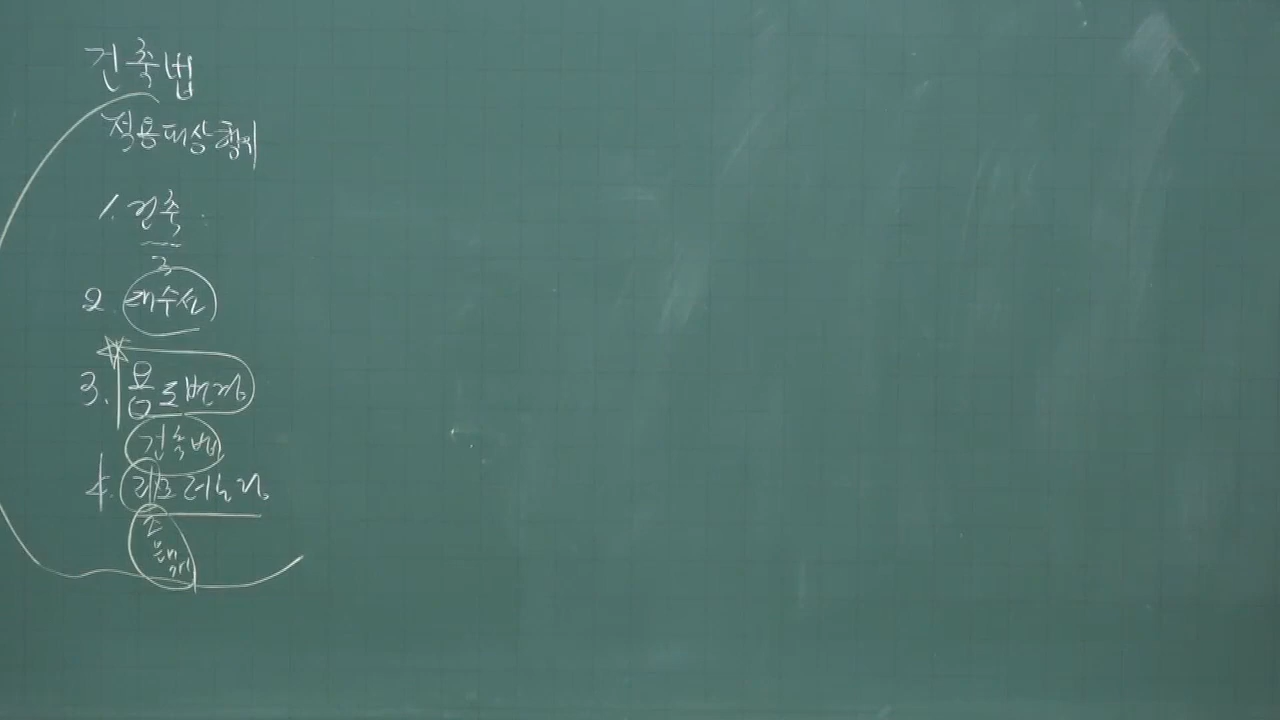 건축법
적용대상행위
1. 건축
2. 대수선
3. 용도변경
건축법
4. 리모델링